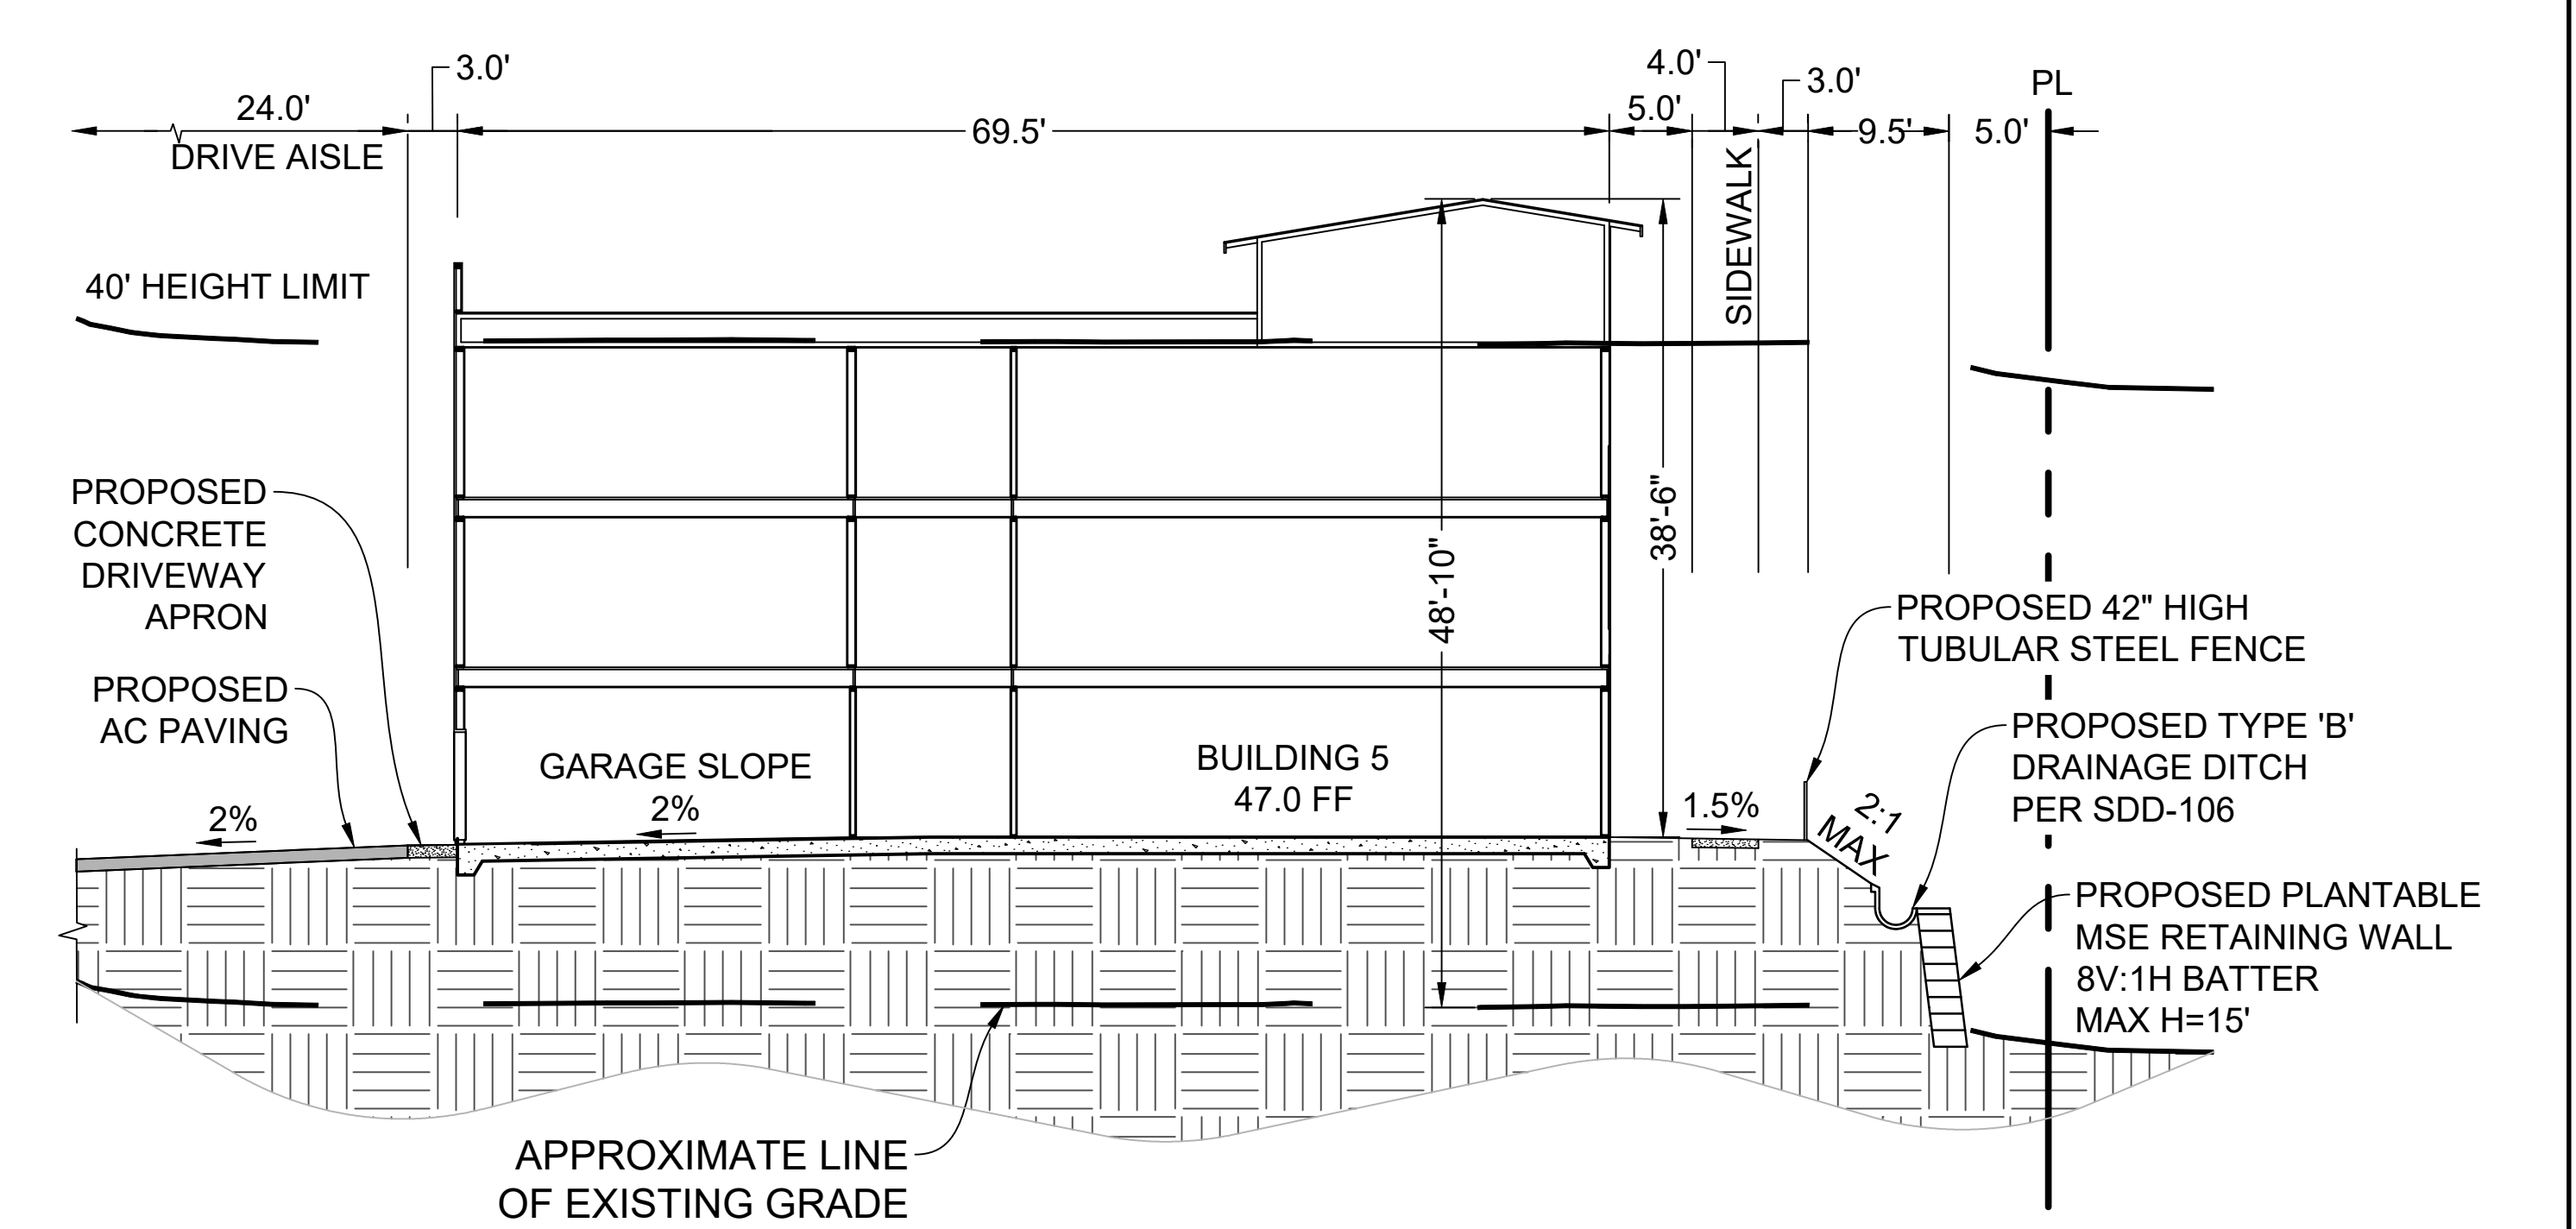 3.0'
24.0'
DRIVE AISLE
69.5'
4.0'
5.0'
3.0'
9.5'
5.0'
PL
SIDEWALK
40' HEIGHT LIMIT
48'-10"
38'-6"
PROPOSED
CONCRETE
DRIVEWAY
APRON
PROPOSED
AC PAVING
2%
GARAGE SLOPE
2%
BUILDING 5
47.0 FF
1.5%
2:1
MAX
PROPOSED 42" HIGH
TUBULAR STEEL FENCE
PROPOSED TYPE 'B'
DRAINAGE DITCH
PER SDD-106
PROPOSED PLANTABLE
MSE RETAINING WALL
8V:1H BATTER
MAX H=15'
APPROXIMATE LINE
OF EXISTING GRADE